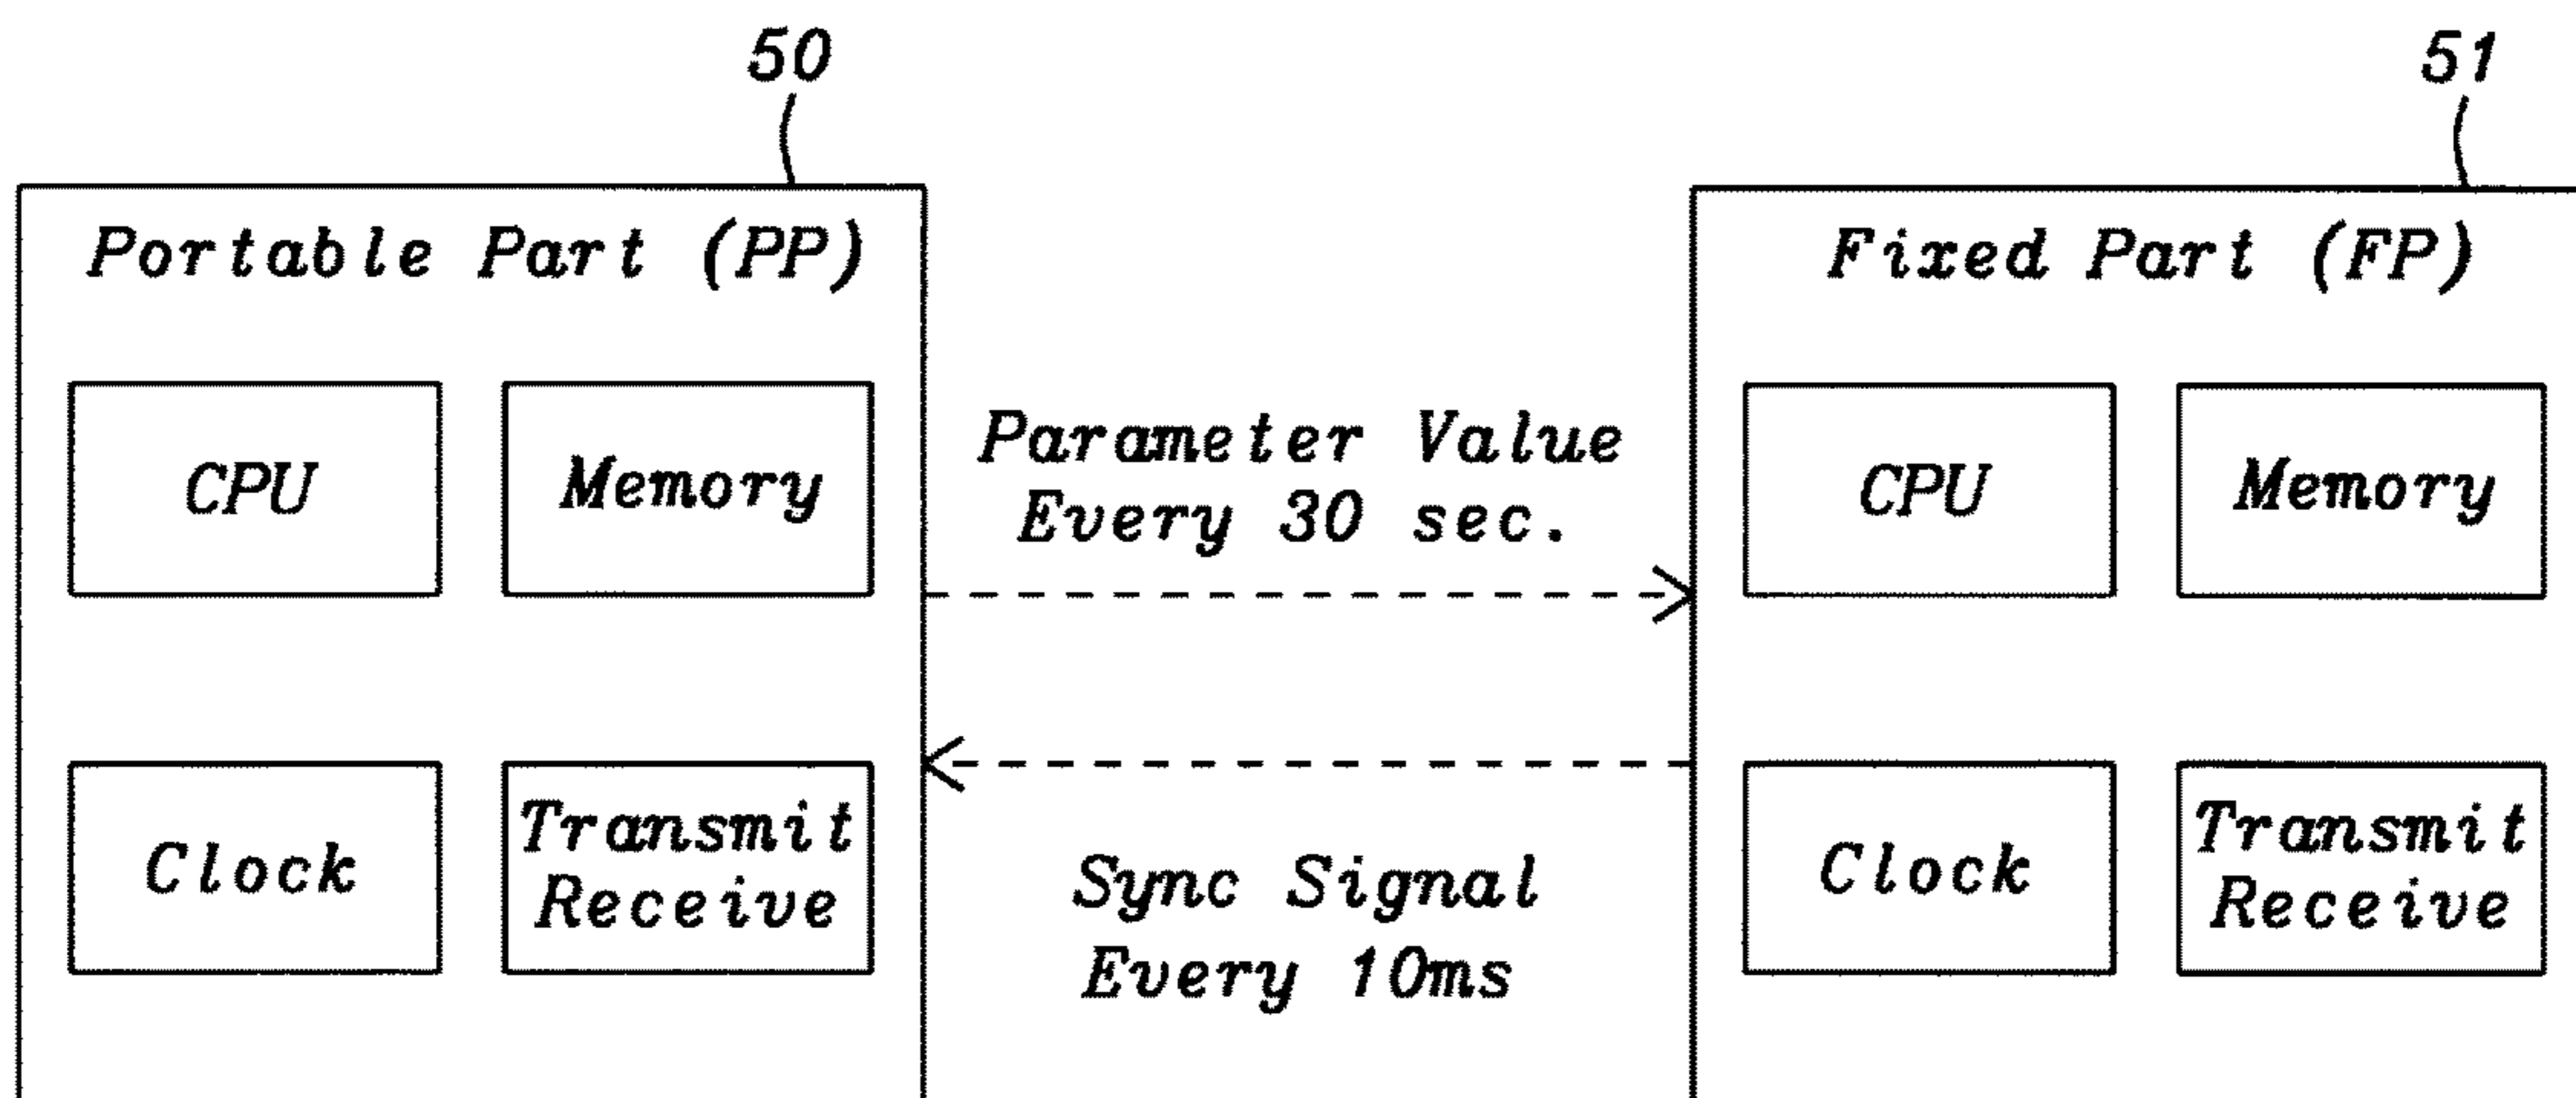 50
51
Portable Part (PP)
CPU
Memory
Clock
Transmit
Receive
Parameter Value
Every 30 sec.
Sync Signal
Every 10ms
Fixed Part (FP)
CPU
Memory
Clock
Transmit
Receive